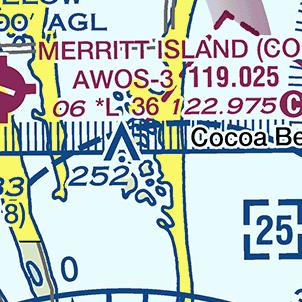 00' AGL
MERRITT ISLAND (CO
AWOS-3 119.025
06 *L 36 122.975 C
Cocoa Be
252)
8)
25
0